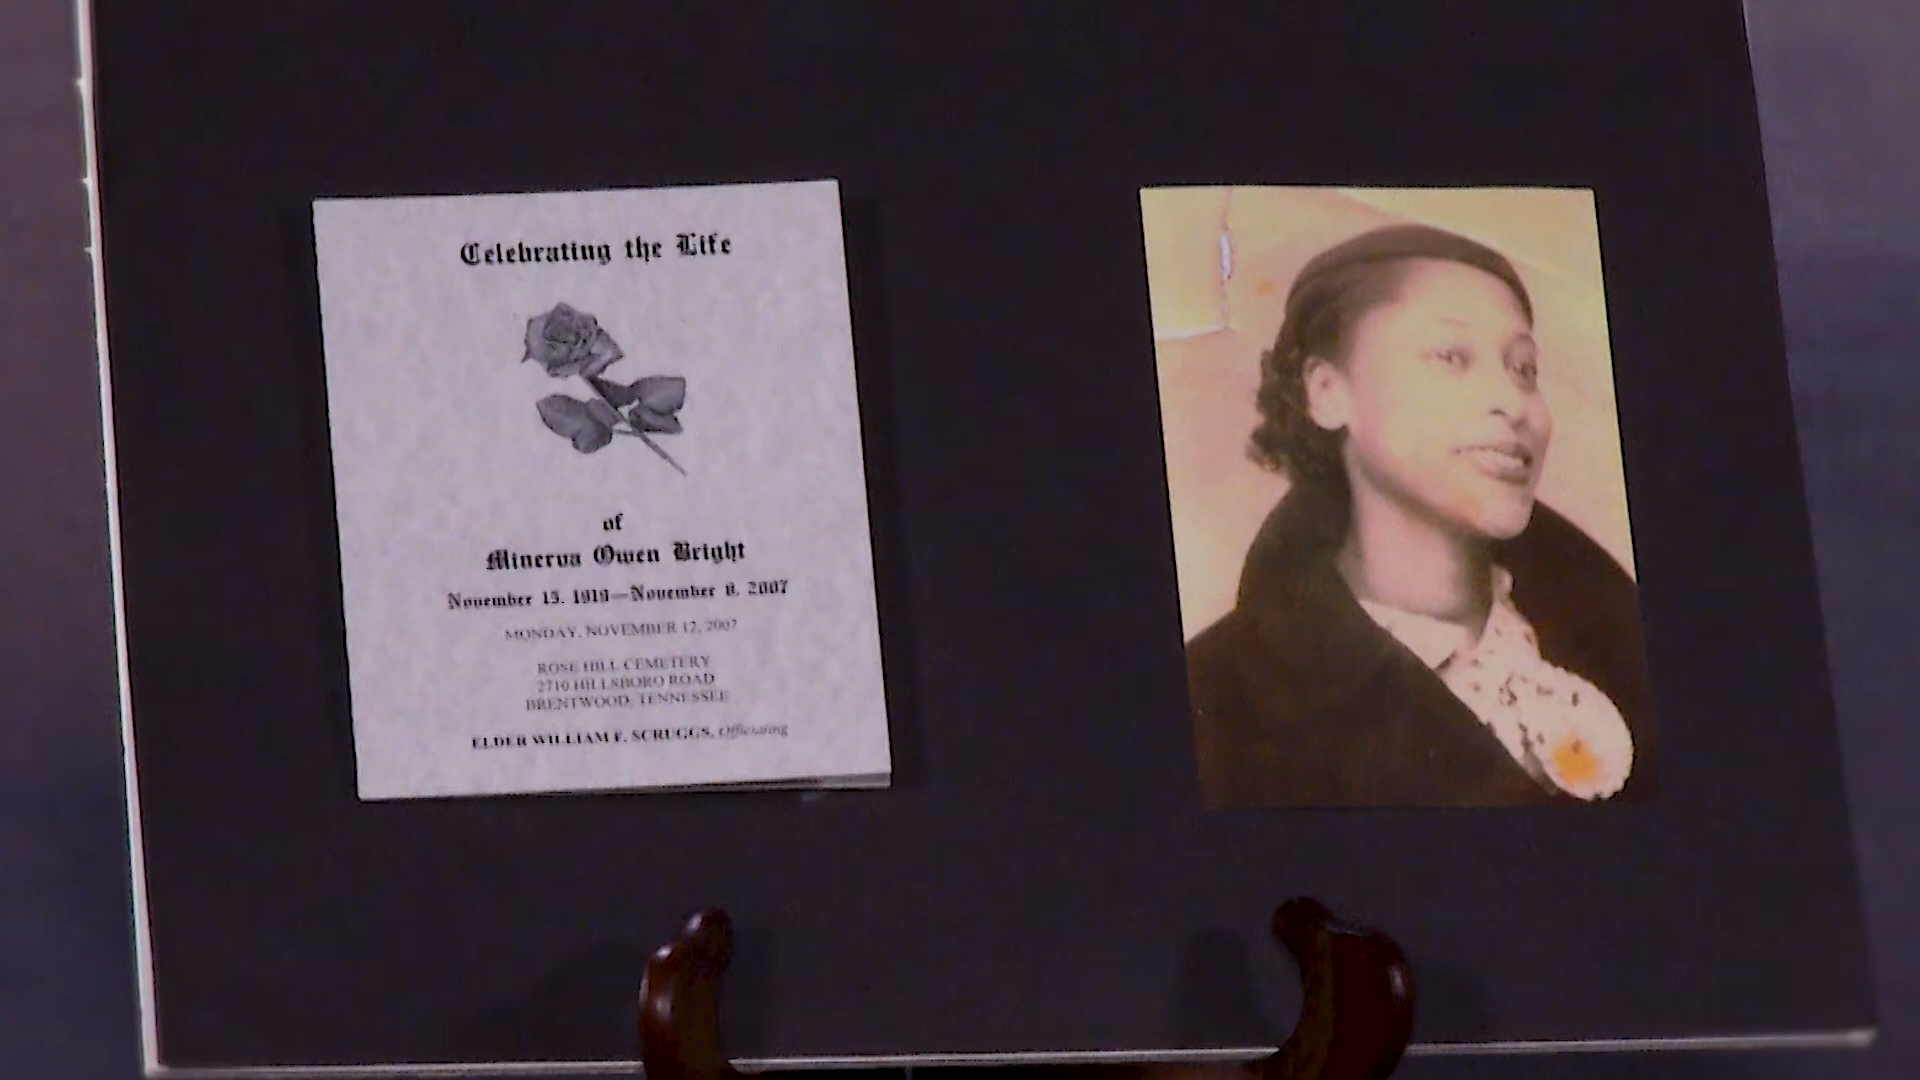 Celebrating the Life
of
Minerva Owen Bright
November 15, 1919—November 8, 2007
MONDAY, NOVEMBER 12, 2007
ROSE HILL CEMETERY
2710 HILLSBORO ROAD
BRENTWOOD, TENNESSEE
ELDER WILLIAM F. SCRUGGS, Officiating